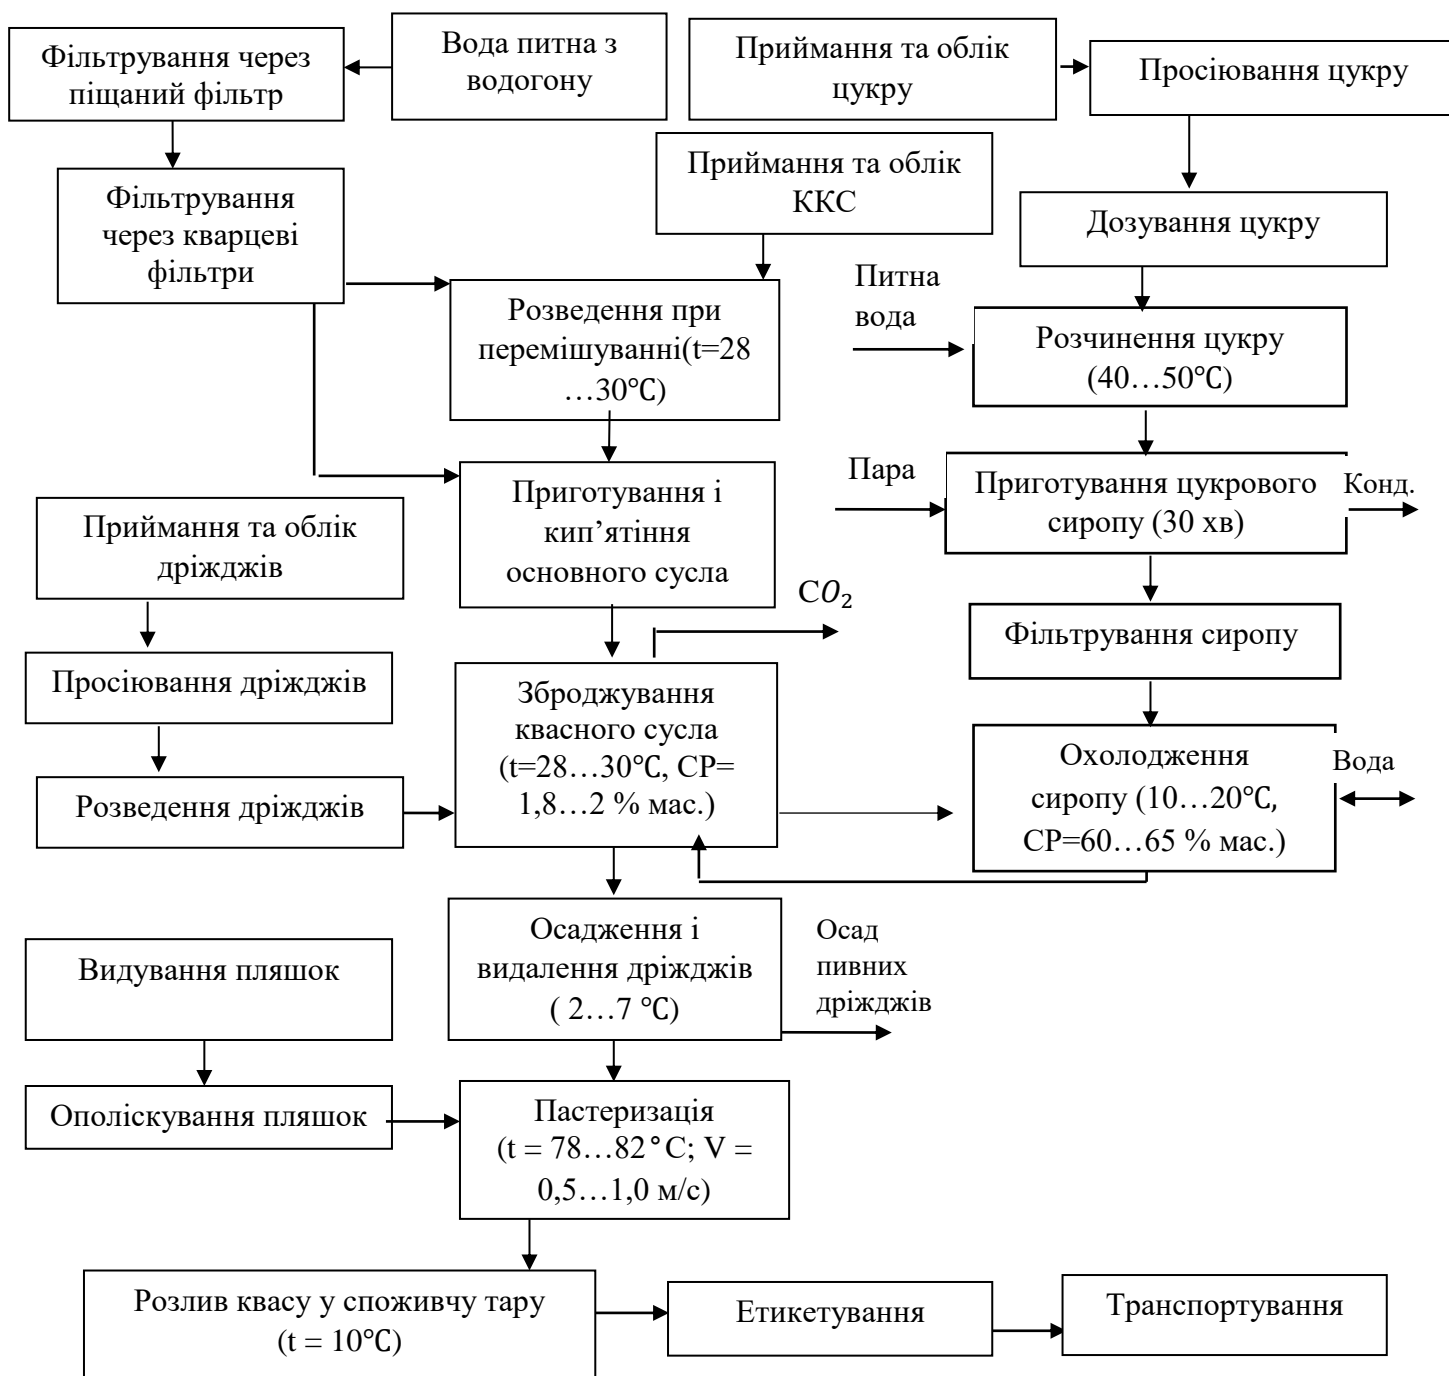 Фільтрування через
піщаний фільтр
Вода питна з
водогону
Приймання та облік
цукру
Просіювання цукру
Фільтрування
через кварцеві
фільтри
Приймання та облік
ККС
Дозування цукру
Розведення при
перемішуванні(t=28
…30℃)
Питна
вода
Розчинення цукру
(40…50℃)
Приготування і
кип’ятіння
основного сусла
Пара
Приготування цукрового
сиропу (30 хв)
Конд.
Приймання та облік
дріжджів
CO₂
Фільтрування сиропу
Просіювання дріжджів
Зброджування
квасного сусла
(t=28…30℃, СР=
1,8…2 % мас.)
Охолодження
сиропу (10…20℃,
СР=60…65 % мас.)
Вода
Розведення дріжджів
Осадження і
видалення дріжджів
( 2…7 ℃)
Осад
пивних
дріжджів
Видування пляшок
Ополіскування пляшок
Пастеризація
(t = 78…82°С; V =
0,5…1,0 м/с)
Розлив квасу у споживчу тару
(t = 10℃)
Етикетування
Транспортування